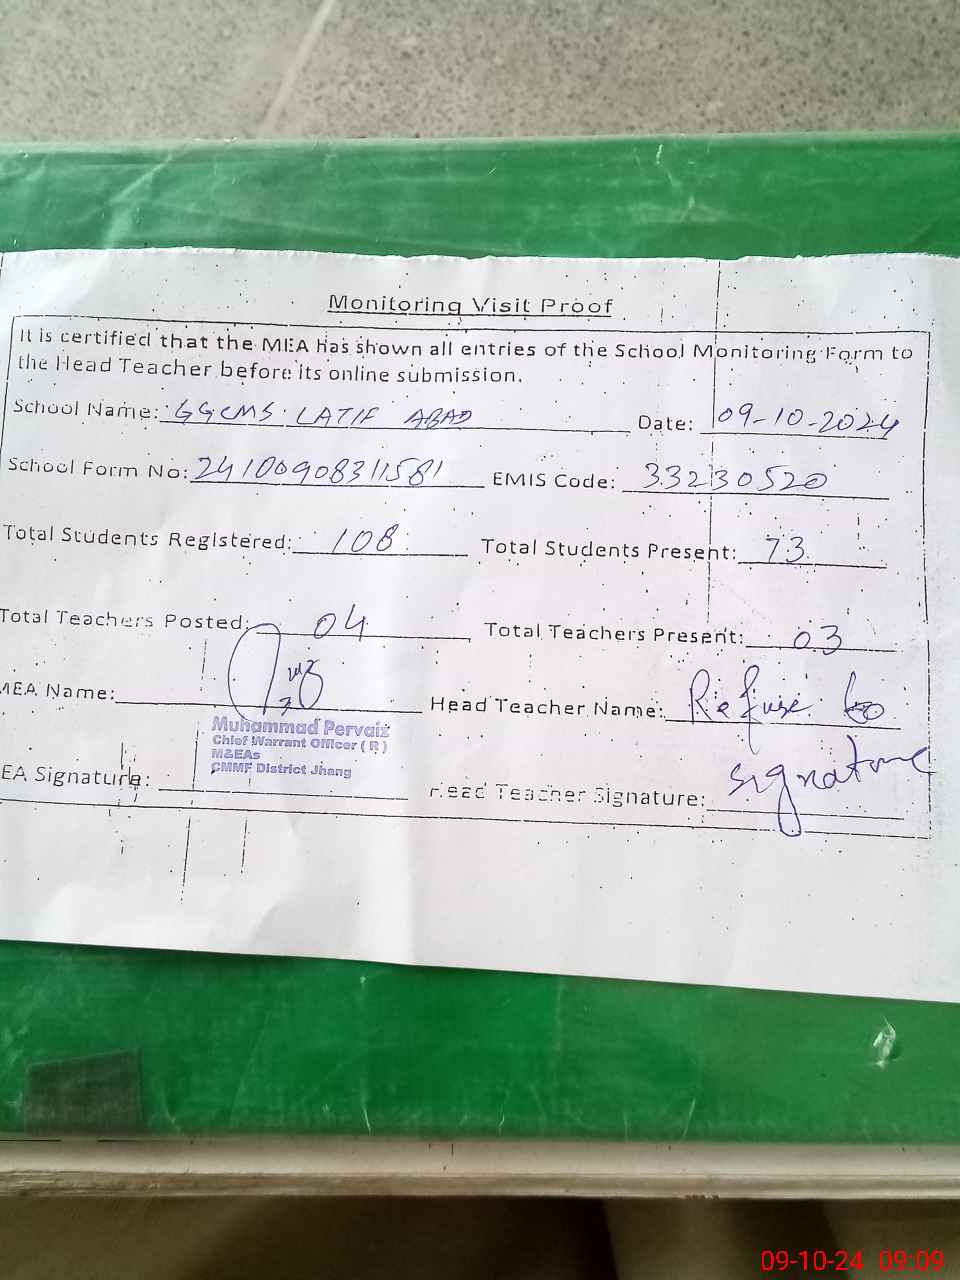 Monitoring Visit Proof
It is certified that the MEA has shown all entries of the School Monitoring Form to
the Head Teacher before its online submission.
School Name: GGCMS LATIF ABAD Date: 09-10-2024
School Form No: 24100908311581 EMIS Code: 33230520
Total Students Registered: 108 Total Students Present: 73
Total Teachers Posted: 04 Total Teachers Present: 03
MEA Name: Head Teacher Name: Refuse to
Muhammad Pervaiz
Chief Warrant Officer ( R )
M&EAs
CMMF District Jhang
signature
EA Signature: Head Teacher Signature:
09-10-24 09:09